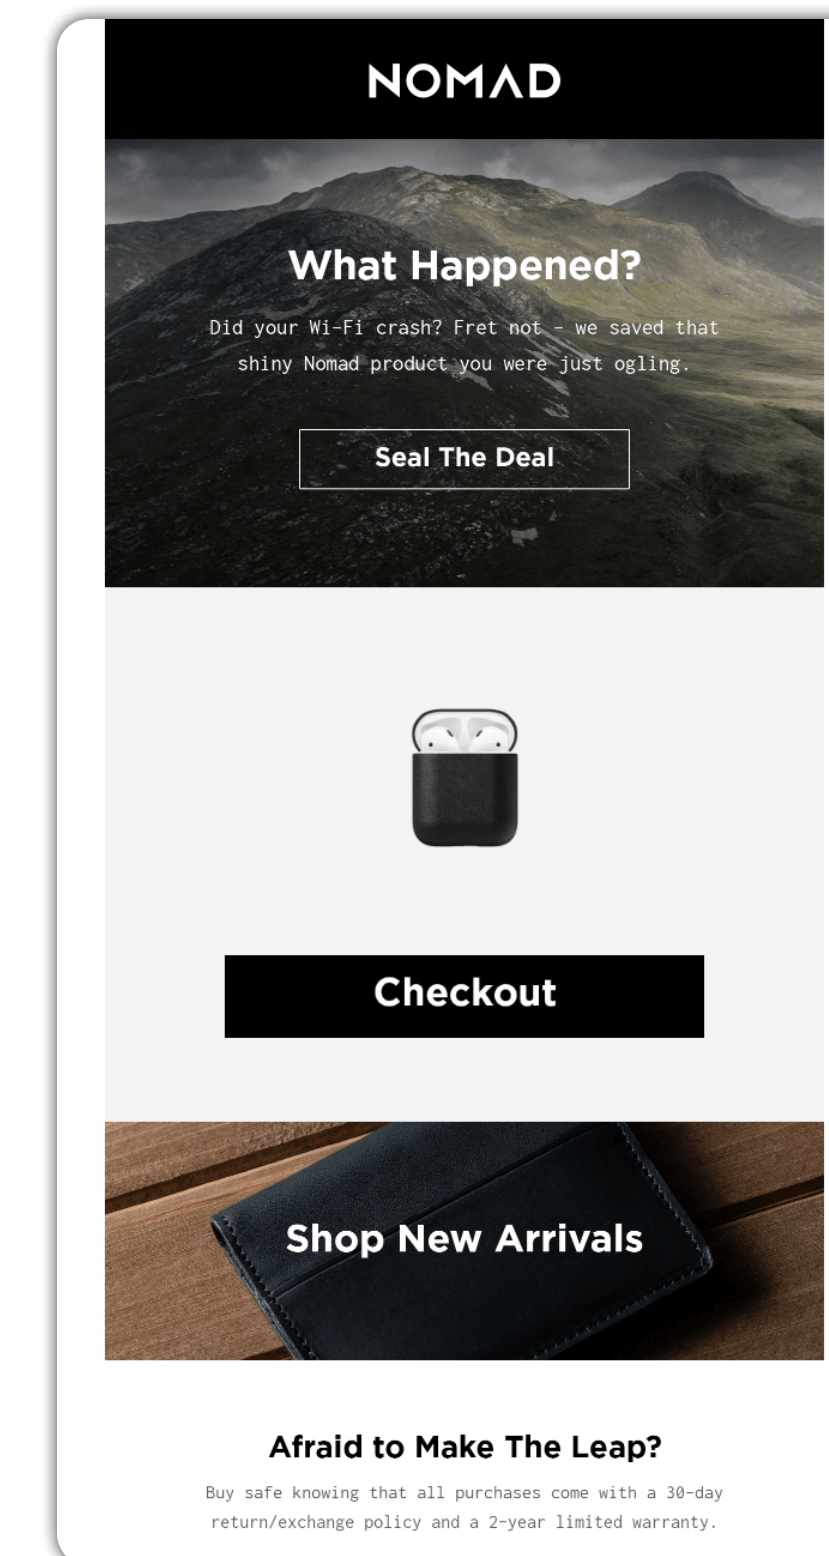 NOMAD
What Happened?
Did your Wi-Fi crash? Fret not – we saved that
shiny Nomad product you were just ogling.
Seal The Deal
Checkout
Shop New Arrivals
Afraid to Make The Leap?
Buy safe knowing that all purchases come with a 30-day
return/exchange policy and a 2-year limited warranty.